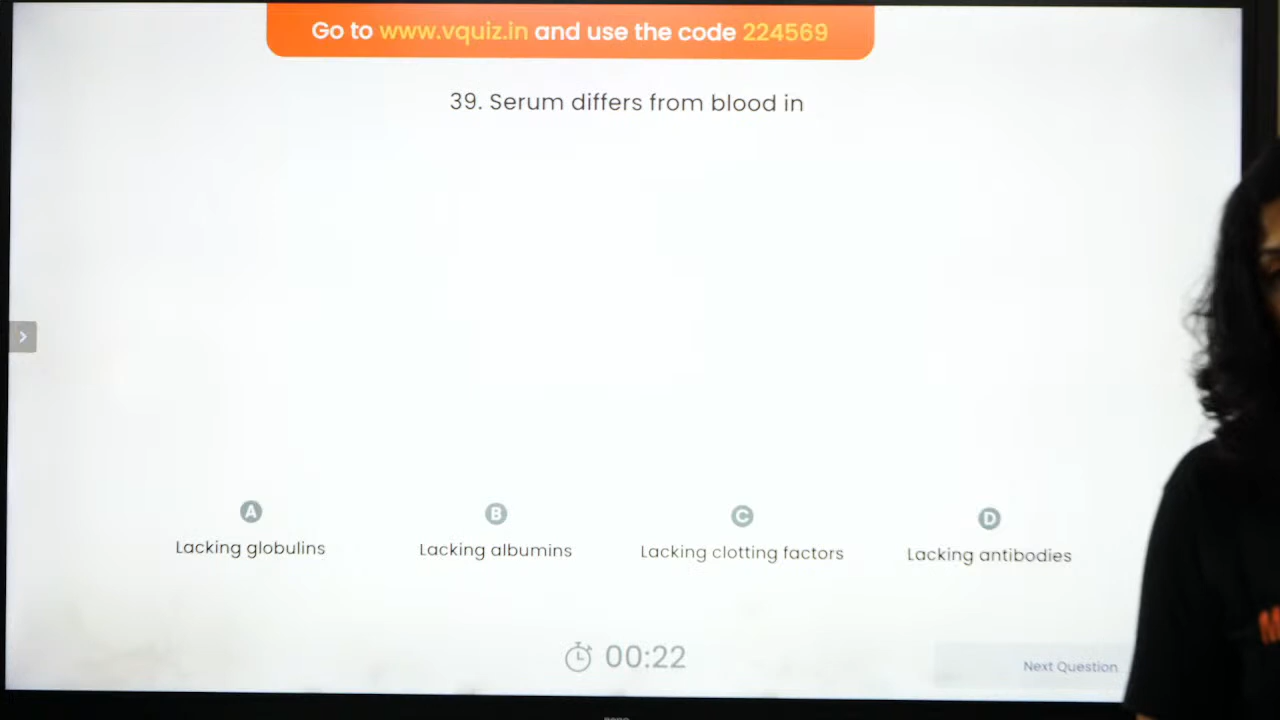 Go to www.vquiz.in and use the code 224569
39. Serum differs from blood in
A
B
C
D
Lacking globulins
Lacking albumins
Lacking clotting factors
Lacking antibodies
00:22
Next Question